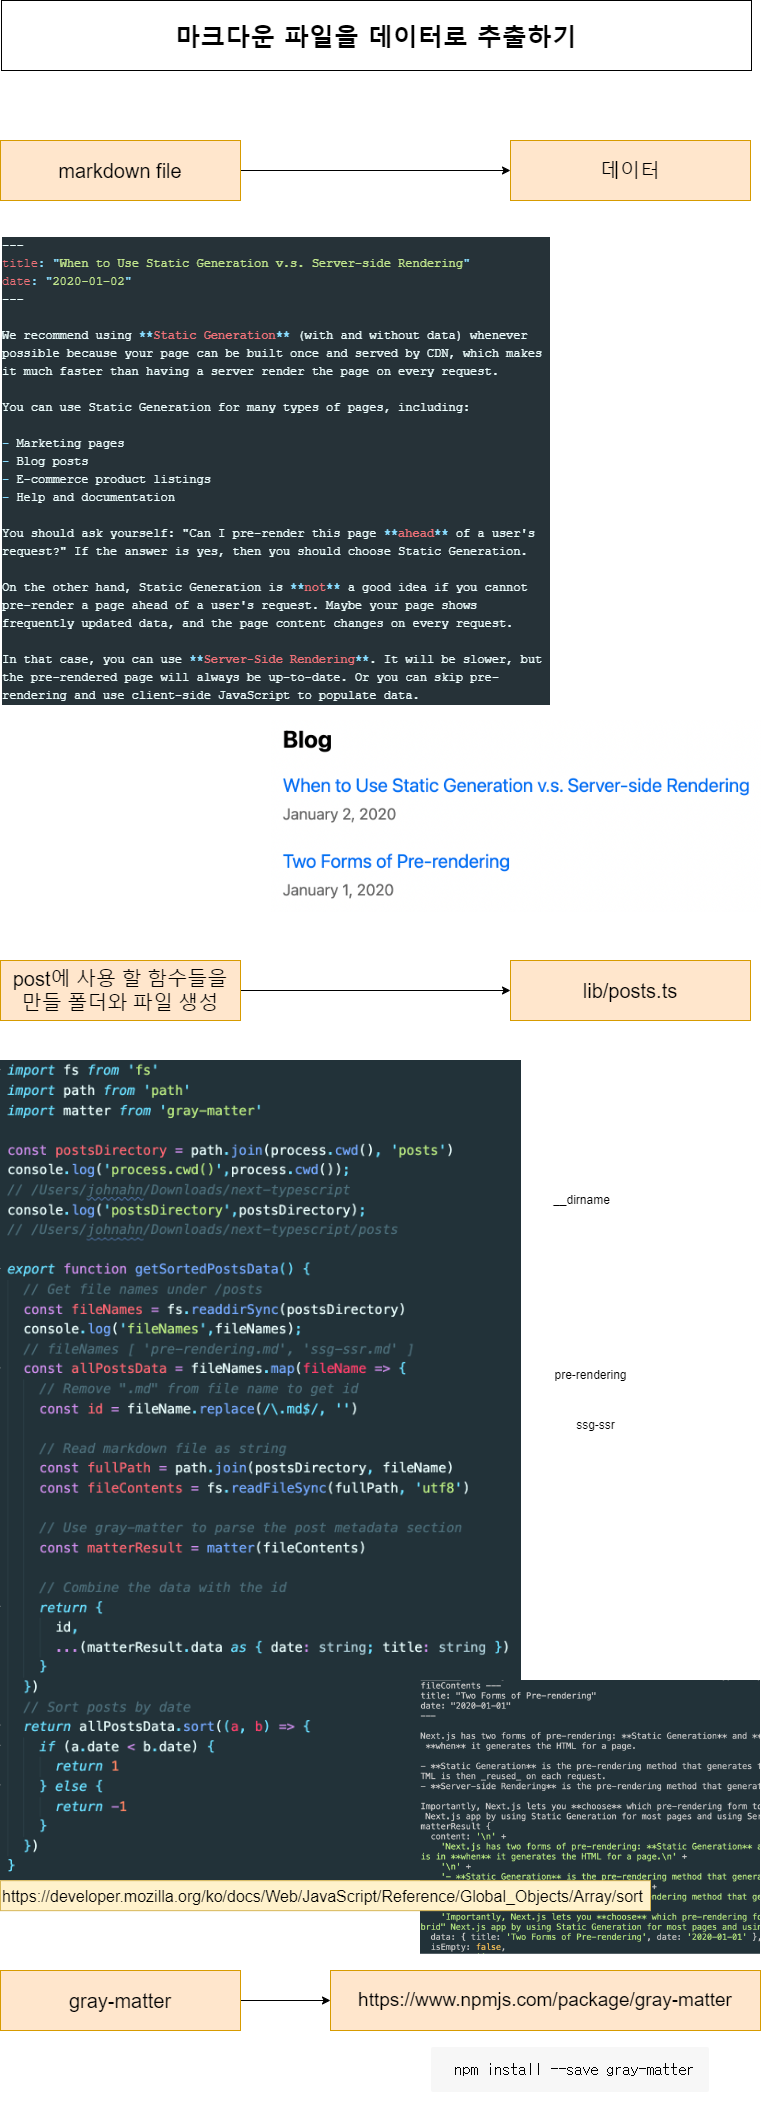 마크다운 파일을 데이터로 추출하기
markdown file
데이터
---
title: "When to Use Static Generation v.s. Server-side Rendering"
date: "2020-01-02"
---
We recommend using **Static Generation** (with and without data) whenever
possible because your page can be built once and served by CDN, which makes
it much faster than having a server render the page on every request.
You can use Static Generation for many types of pages, including:
- Marketing pages
- Blog posts
- E-commerce product listings
- Help and documentation
You should ask yourself: "Can I pre-render this page **ahead** of a user's
request?" If the answer is yes, then you should choose Static Generation.
On the other hand, Static Generation is **not** a good idea if you cannot
pre-render a page ahead of a user's request. Maybe your page shows
frequently updated data, and the page content changes on every request.
In that case, you can use **Server-Side Rendering**. It will be slower, but
the pre-rendered page will always be up-to-date. Or you can skip pre-
rendering and use client-side JavaScript to populate data.
Blog
When to Use Static Generation v.s. Server-side Rendering
January 2, 2020
Two Forms of Pre-rendering
January 1, 2020
post에 사용 할 함수들을
만들 폴더와 파일 생성
lib/posts.ts
import fs from 'fs'
import path from 'path'
import matter from 'gray-matter'
const postsDirectory = path.join(process.cwd(), 'posts')
console.log('process.cwd()',process.cwd());
// /Users/johnahn/Downloads/next-typescript
__dirname
console.log('postsDirectory',postsDirectory);
// /Users/johnahn/Downloads/next-typescript/posts
export function getSortedPostsData() {
// Get file names under /posts
const fileNames = fs.readdirSync(postsDirectory)
console.log('fileNames',fileNames);
// fileNames [ 'pre-rendering.md', 'ssg-ssr.md' ]
const allPostsData = fileNames.map(fileName => {
pre-rendering
// Remove ".md" from file name to get id
const id = fileName.replace(/\.md$/, '')
ssg-ssr
// Read markdown file as string
const fullPath = path.join(postsDirectory, fileName)
const fileContents = fs.readFileSync(fullPath, 'utf8')
// Use gray-matter to parse the post metadata section
const matterResult = matter(fileContents)
// Combine the data with the id
return {
id,
...(matterResult.data as { date: string; title: string })
}
})
// Sort posts by date
return allPostsData.sort((a, b) => {
if (a.date < b.date) {
return 1
} else {
return -1
}
})
}
fileContents ---
title: "Two Forms of Pre-rendering"
date: "2020-01-01"
---
Next.js has two forms of pre-rendering: **Static Generation** and **
**when** it generates the HTML for a page.
- **Static Generation** is the pre-rendering method that generates
TML is then _reused_ on each request.
- **Server-side Rendering** is the pre-rendering method that
Importantly, Next.js lets you **choose** which pre-rendering form
Next.js app by using Static Generation for most pages and using
matterResult {
content: '\n' +
'Next.js has two forms of pre-rendering: **Static Generation**
is in **when** it generates the HTML for a page.\n' +
'\n' +
'- **Static Generation** is the pre-rendering method that
+
rendering method that
https://developer.mozilla.org/ko/docs/Web/JavaScript/Reference/Global_Objects/Array/sort
'Importantly, Next.js lets you **choose** which pre-rendering
brid" Next.js app by using Static Generation for most pages and
data: { title: 'Two Forms of Pre-rendering', date: '2020-01-01' },
isEmpty: false,
gray-matter
https://www.npmjs.com/package/gray-matter
npm install --save gray-matter